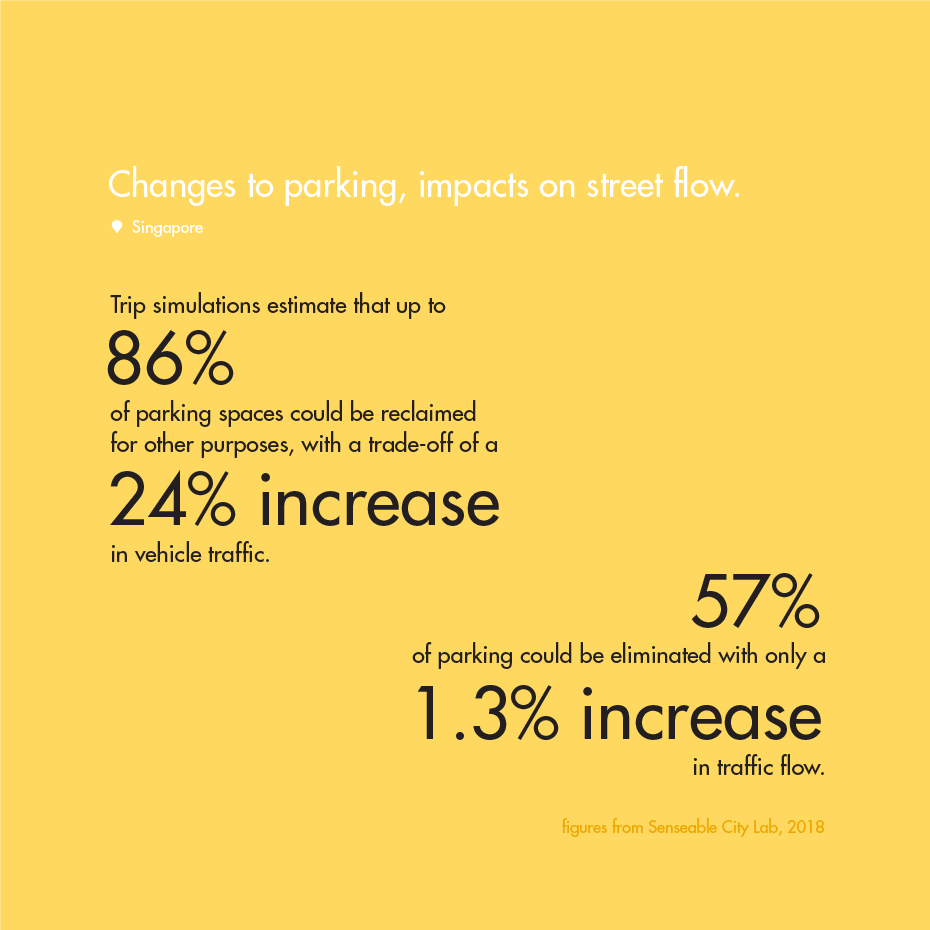 Changes to parking, impacts on street flow.
Singapore
Trip simulations estimate that up to
86%
of parking spaces could be reclaimed
for other purposes, with a trade-off of a
24% increase
in vehicle traffic.
57%
of parking could be eliminated with only a
1.3% increase
in traffic flow.
figures from Senseable City Lab, 2018